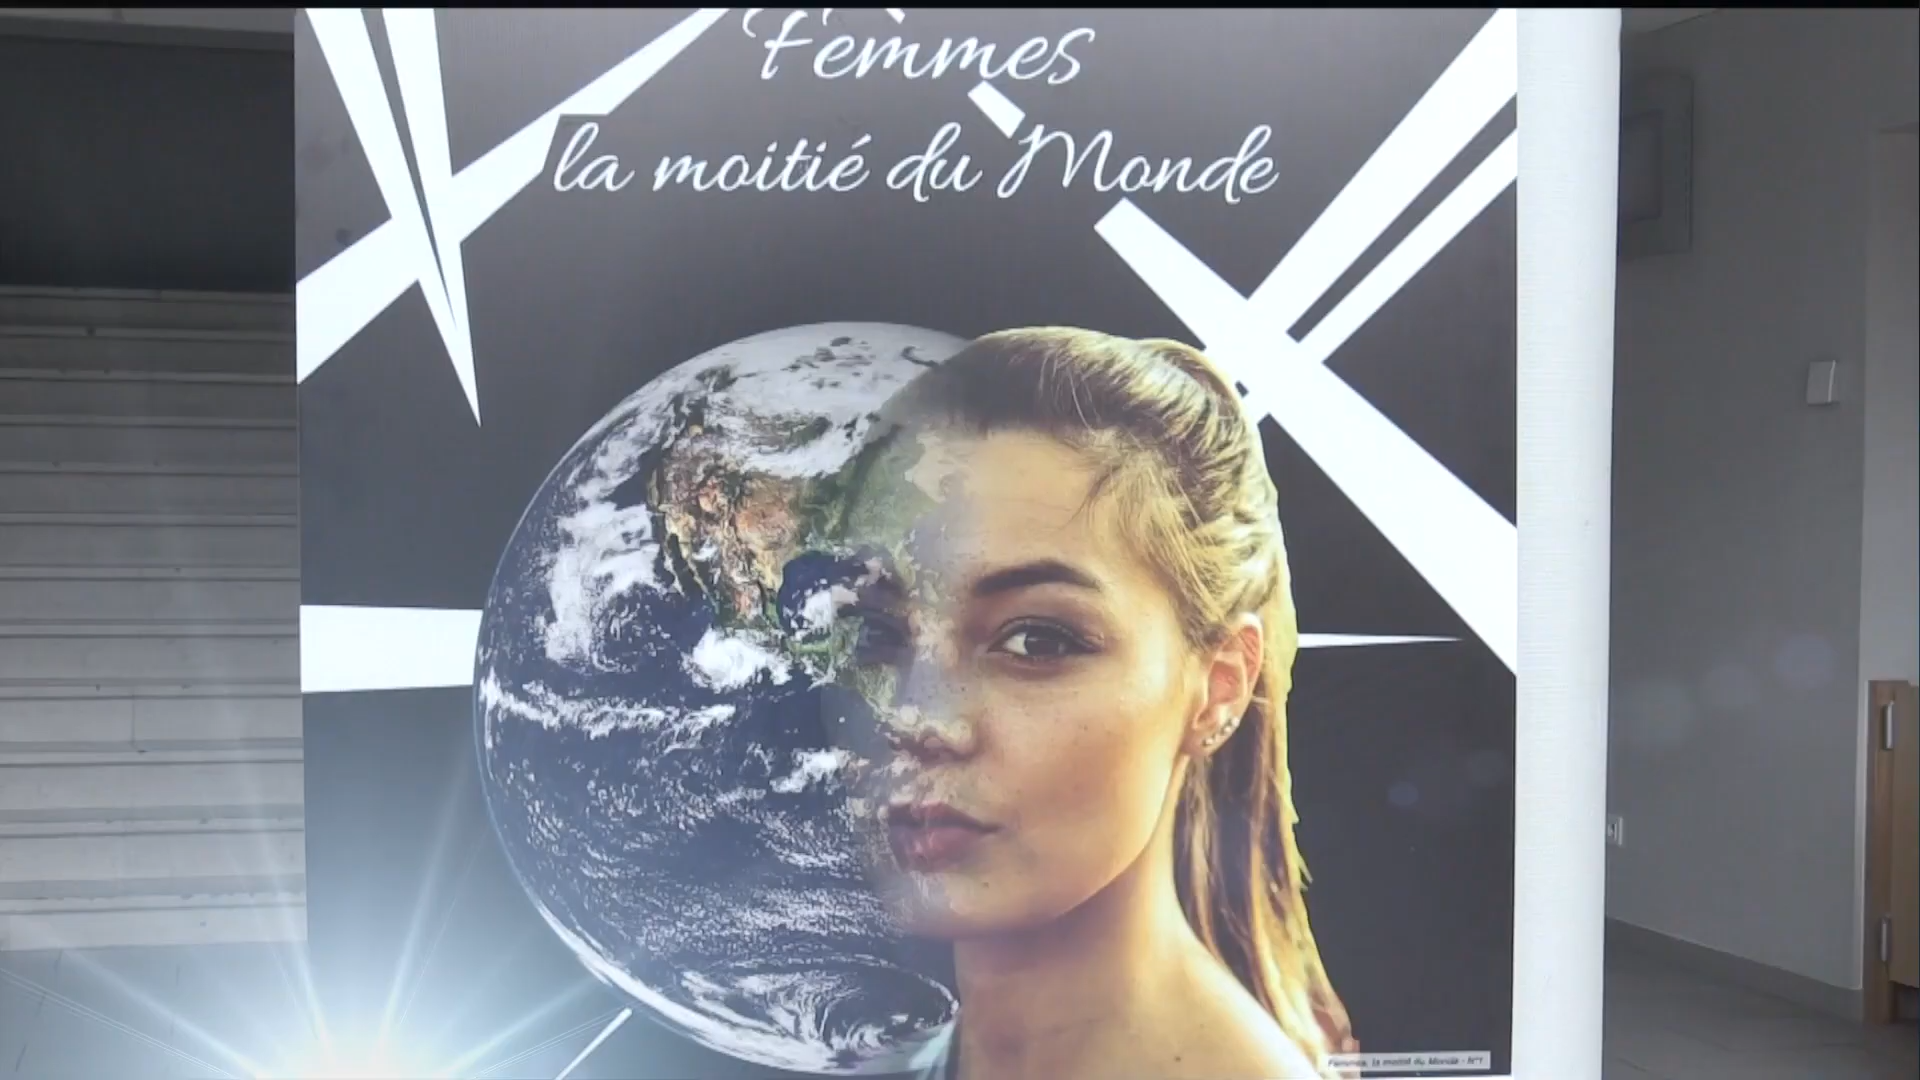 Femmes
la moitié du Monde
Femmes, la moitié du Monde - N°1